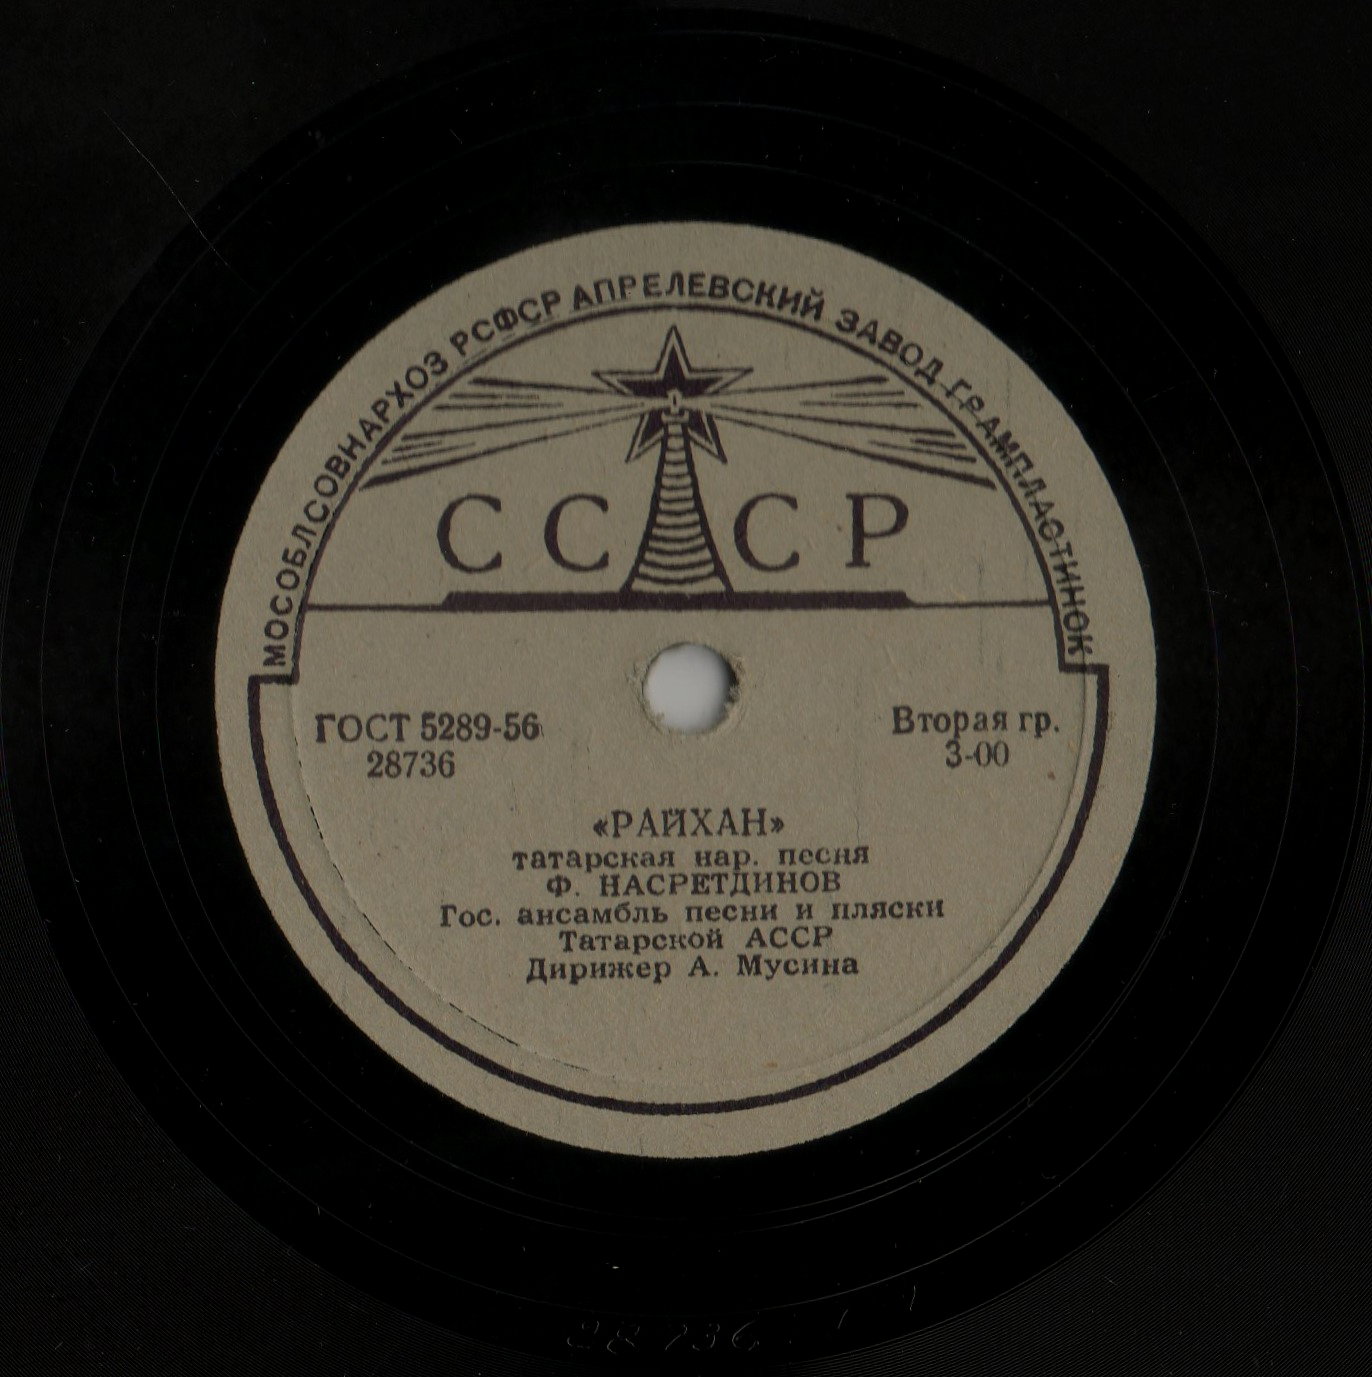 МОСОБЛСОВНАРХОЗ РСФСР АПРЕЛЕВСКИЙ ЗАВОД ГРАМПЛАСТИНОК
СССР
ГОСТ 5289-56
28736
Вторая гр.
3-00
«РАЙХАН»
татарская нар. песня
Ф. НАСРЕТДИНОВ
Гос. ансамбль песни и пляски
Татарской АССР
Дирижер А. Мусина
28736